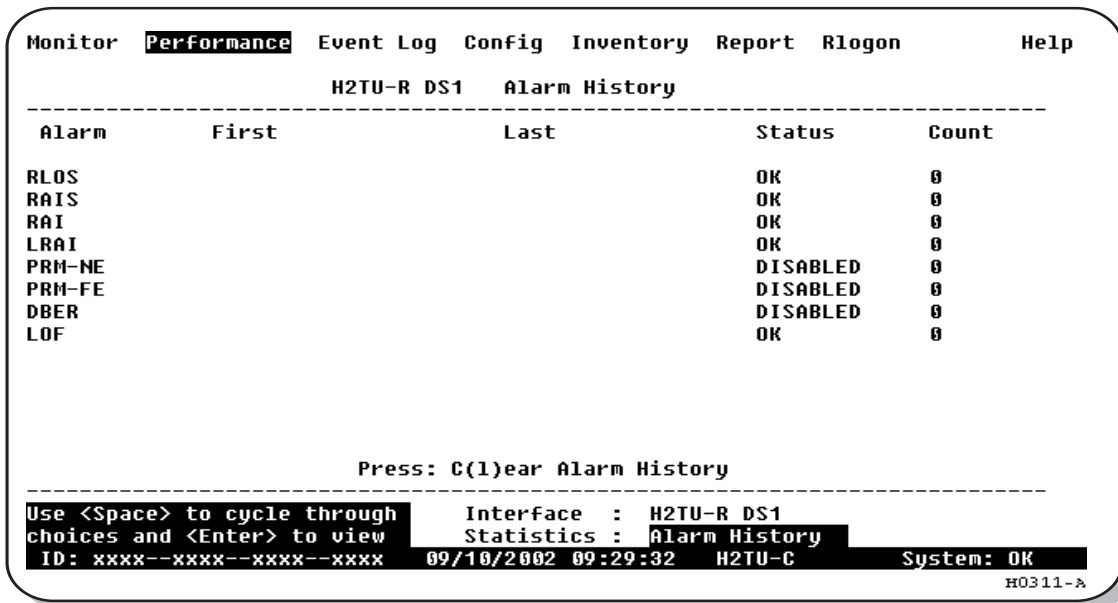 Monitor Performance Event Log Config Inventory Report Rlogon Help
H2TU-R DS1 Alarm History
Alarm First Last Status Count
RLOS OK 0
RAIS OK 0
RAI OK 0
LRAI OK 0
PRM-NE DISABLED 0
PRM-FE DISABLED 0
DBER DISABLED 0
LOF OK 0
Press: C(l)ear Alarm History
Use <Space> to cycle through Interface : H2TU-R DS1
choices and <Enter> to view Statistics : Alarm History
ID: xxxx--xxxx--xxxx--xxxx 09/10/2002 09:29:32 H2TU-C System: OK
H0311-A